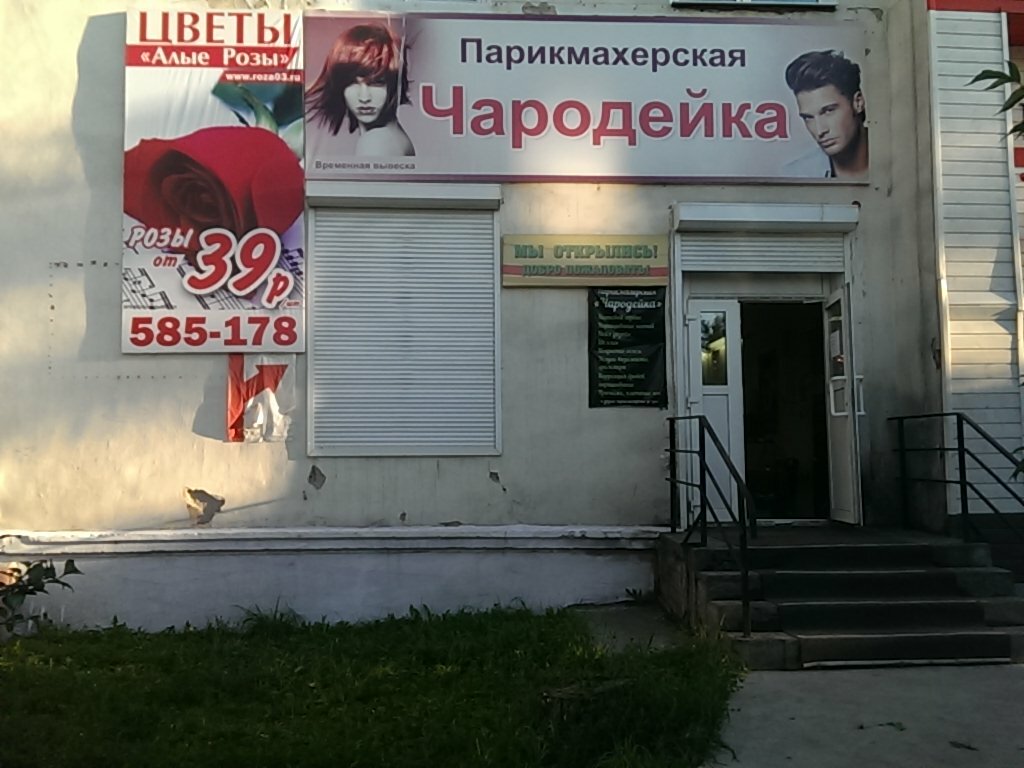 ЦВЕТЫ
«Алые Розы»
www.roza03.ru
РОЗЫ
от 39р
585-178
Парикмахерская
Чародейка
Временная вывеска
МЫ ОТКРЫЛИСЬ!
ДОБРО ПОЖАЛОВАТЬ!
парикмахерская
«Чародейка»